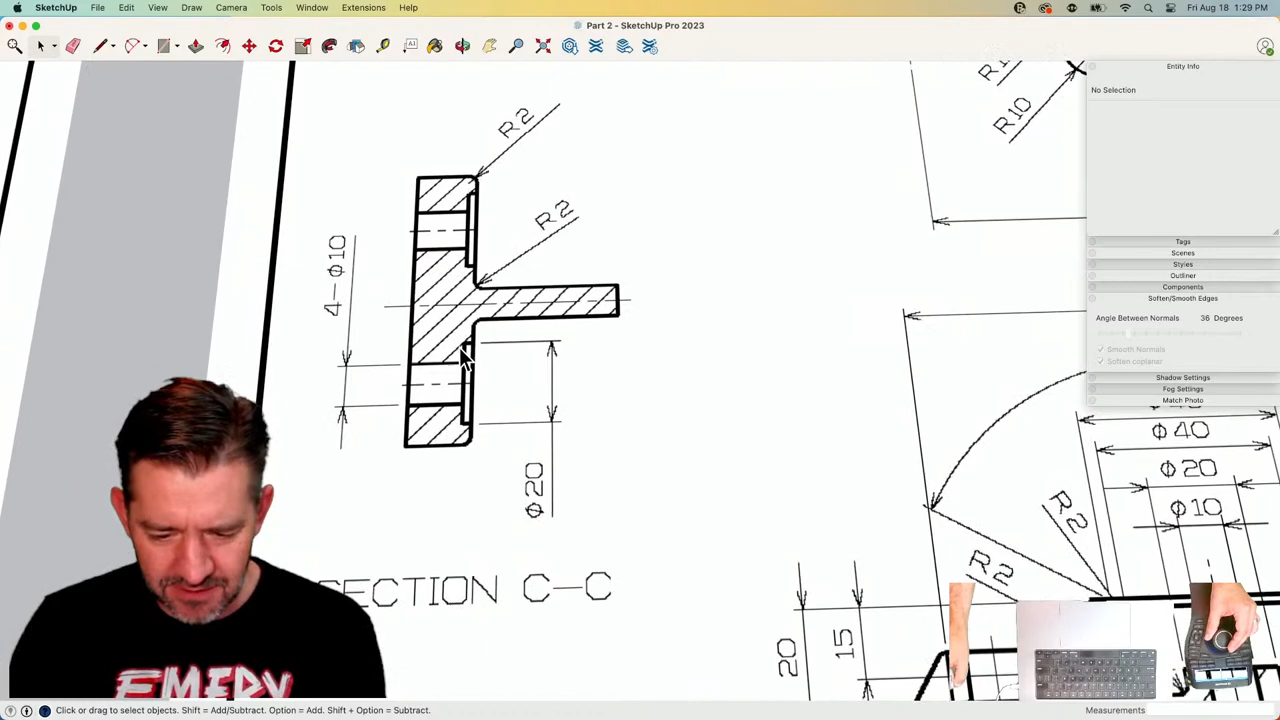 SketchUp File Edit View Draw Camera Tools Window Extensions Help
Fri Aug 18 1:29 PM
Part 2 - SketchUp Pro 2023
A1
Entity Info
No Selection
Tags
Scenes
Styles
Outliner
Components
Soften/Smooth Edges
Angle Between Normals 36 Degrees
Smooth Normals
Soften coplanar
Shadow Settings
Fog Settings
Match Photo
R2
R2
R10
4-Φ10
Φ20
Φ40
Φ20
Φ10
R2
R2
20
15
SECTION C-C
EMERY
Click or drag to select objects. Shift = Add/Subtract. Option = Add. Shift + Option = Subtract.
Measurements